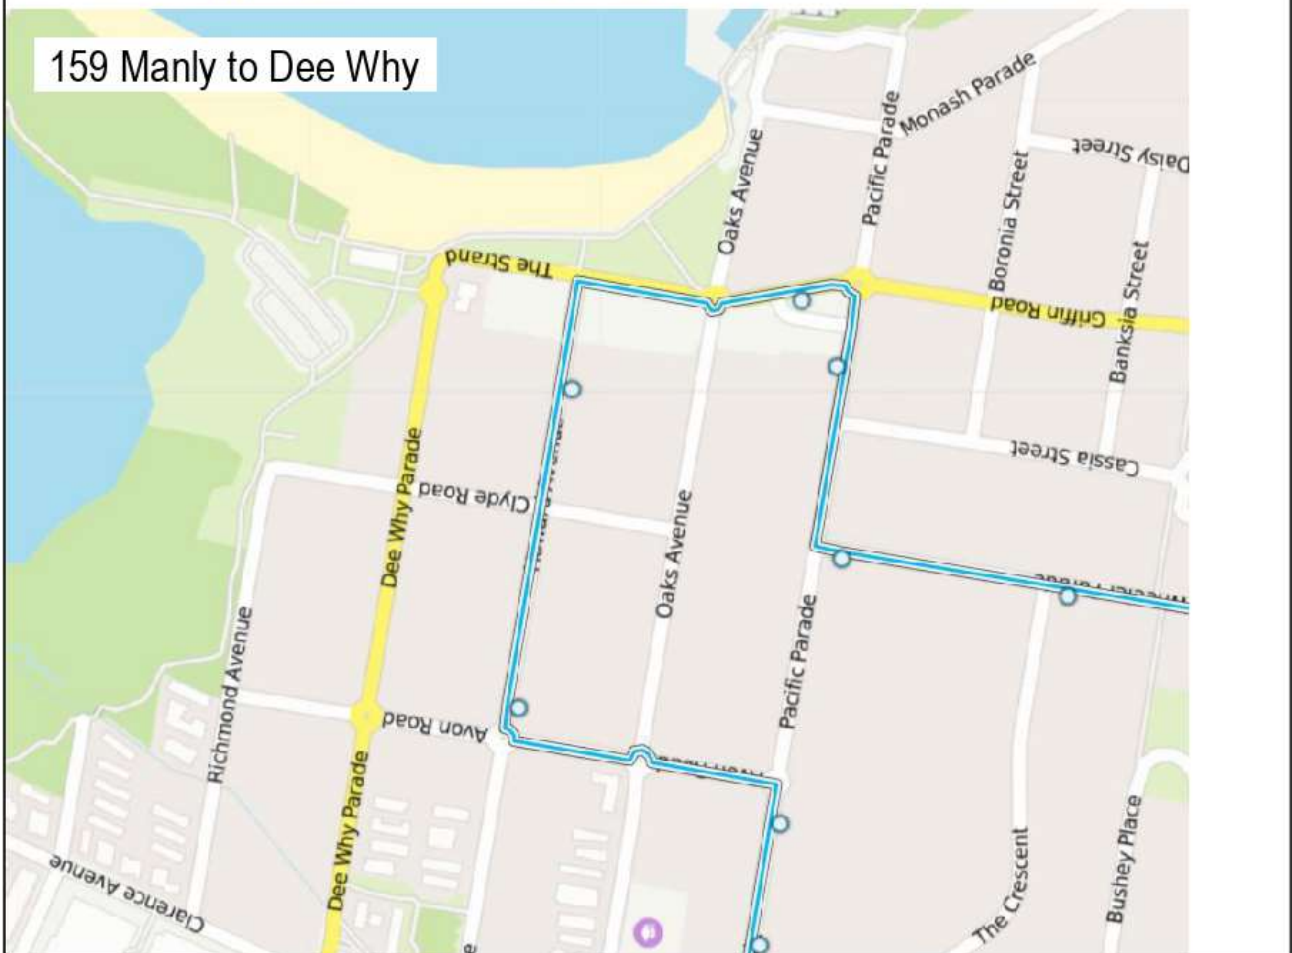 159 Manly to Dee Why
Monash Parade
Pacific Parade
Daisy Street
Oaks Avenue
Boronia Street
The Strand
Banksia Street
Griffin Road
Cassia Street
Dee Why Parade
Clyde Road
Oaks Avenue
Pacific Parade
Richmond Avenue
Avon Road
Dee Why Parade
The Crescent
Bushey Place
Clarence Avenue